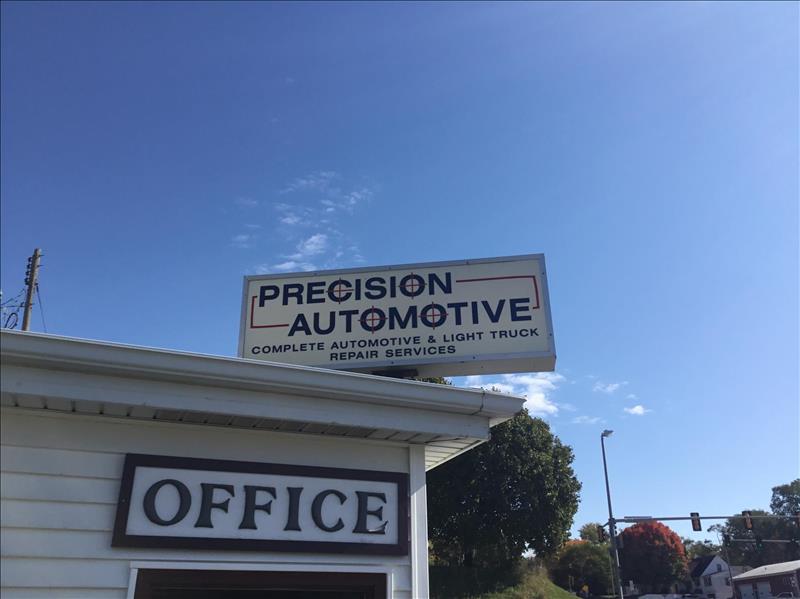 PRECISION
AUTOMOTIVE
COMPLETE AUTOMOTIVE & LIGHT TRUCK
REPAIR SERVICES
OFFICE